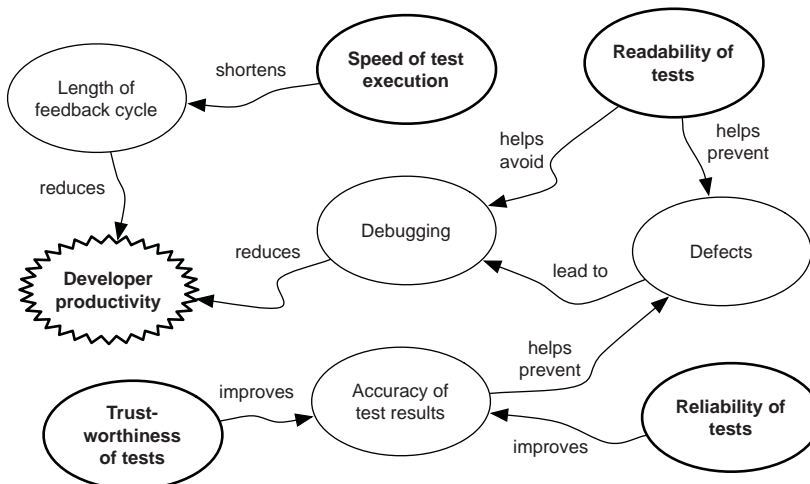 Length of
feedback cycle
shortens
Speed of test
execution
Readability of
tests
helps
avoid
helps
prevent
reduces
Debugging
Defects
reduces
lead to
Developer
productivity
helps
prevent
improves
Accuracy of
test results
Trust-
worthiness
of tests
improves
Reliability of
tests